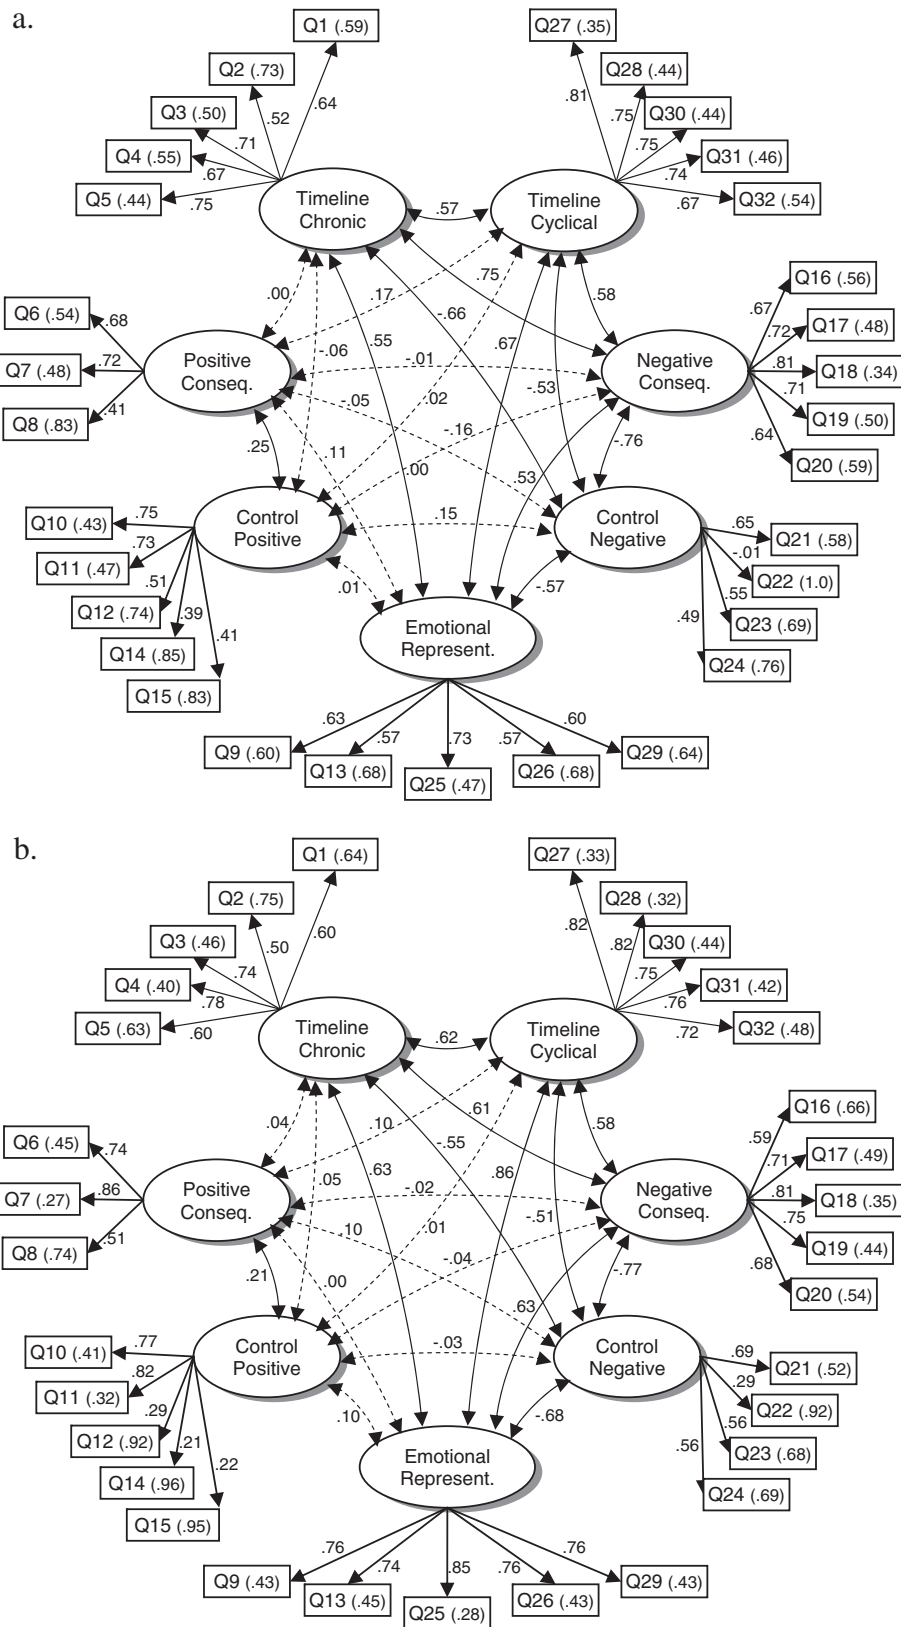 a.
Q1 (.59)
Q27 (.35)
Q2 (.73)
Q28 (.44)
Q3 (.50)
Q30 (.44)
Q4 (.55)
Q31 (.46)
Q5 (.44)
Q32 (.54)
.64
.52
.71
.67
.75
.81
.75
.75
.74
.67
Timeline
Chronic
Timeline
Cyclical
.57
.00
.17
.75
.58
-.06
.55
-.66
.67
-.01
-.53
-.05
.02
-.16
-.76
.25
.11
.00
.53
.15
.01
-.57
Q6 (.54)
Q7 (.48)
Q8 (.83)
.68
.72
.41
Positive
Conseq.
Negative
Conseq.
.67
.72
.81
.71
.64
Q16 (.56)
Q17 (.48)
Q18 (.34)
Q19 (.50)
Q20 (.59)
Q10 (.43)
Q11 (.47)
Q12 (.74)
Q14 (.85)
Q15 (.83)
.75
.73
.51
.39
.41
Control
Positive
Control
Negative
.65
-.01
.55
.49
Q21 (.58)
Q22 (1.0)
Q23 (.69)
Q24 (.76)
Emotional
Represent.
.63
.57
.73
.57
.60
Q9 (.60)
Q13 (.68)
Q25 (.47)
Q26 (.68)
Q29 (.64)
b.
Q1 (.64)
Q27 (.33)
Q2 (.75)
Q28 (.32)
Q3 (.46)
Q30 (.44)
Q4 (.40)
Q31 (.42)
Q5 (.63)
Q32 (.48)
.60
.50
.74
.78
.60
.82
.82
.75
.76
.72
Timeline
Chronic
Timeline
Cyclical
.62
.04
.10
.61
.58
.05
.63
-.55
.86
-.02
-.51
.10
.01
-.04
-.77
.21
.00
.63
-.03
.10
-.68
Q6 (.45)
Q7 (.27)
Q8 (.74)
.74
.86
.51
Positive
Conseq.
Negative
Conseq.
.59
.71
.81
.75
.68
Q16 (.66)
Q17 (.49)
Q18 (.35)
Q19 (.44)
Q20 (.54)
Q10 (.41)
Q11 (.32)
Q12 (.92)
Q14 (.96)
Q15 (.95)
.77
.82
.29
.21
.22
Control
Positive
Control
Negative
.69
.29
.56
.56
Q21 (.52)
Q22 (.92)
Q23 (.68)
Q24 (.69)
Emotional
Represent.
.76
.74
.85
.76
.76
Q9 (.43)
Q13 (.45)
Q25 (.28)
Q26 (.43)
Q29 (.43)